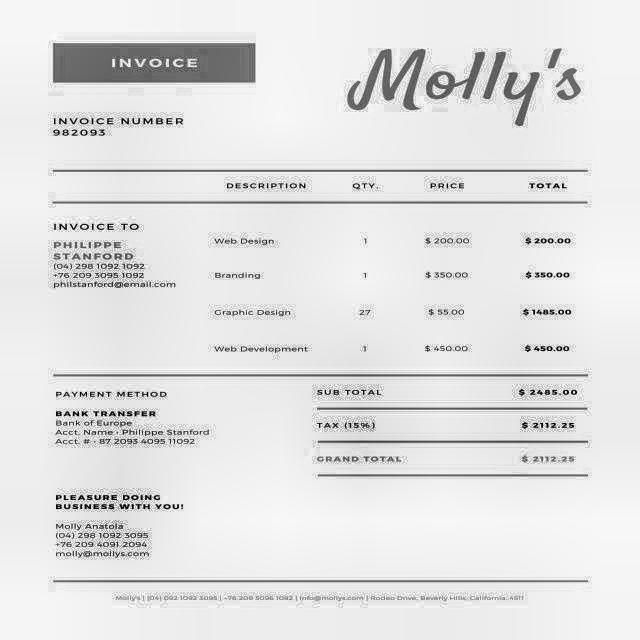 INVOICE
Molly's
INVOICE NUMBER
982093
DESCRIPTION QTY. PRICE TOTAL
INVOICE TO
PHILIPPE
STANFORD
(04) 298 1092 1092
+76 209 3095 1092
philstanford@email.com
Web Design 1 $ 200.00 $ 200.00
Branding 1 $ 350.00 $ 350.00
Graphic Design 27 $ 55.00 $ 1485.00
Web Development 1 $ 450.00 $ 450.00
PAYMENT METHOD
BANK TRANSFER
Bank of Europe
Acct. Name - Philippe Stanford
Acct. # - 87 2093 4095 11092
SUB TOTAL $ 2485.00
TAX (15%) $ 2112.25
GRAND TOTAL $ 2112.25
PLEASURE DOING
BUSINESS WITH YOU!
Molly Anatola
(04) 298 1092 3095
+76 209 4091 2094
molly@mollys.com
Molly's | (04) 092 1092 3095 | +76 209 5096 1092 | info@mollys.com | Rodeo Drive, Beverly Hills, California, 4511